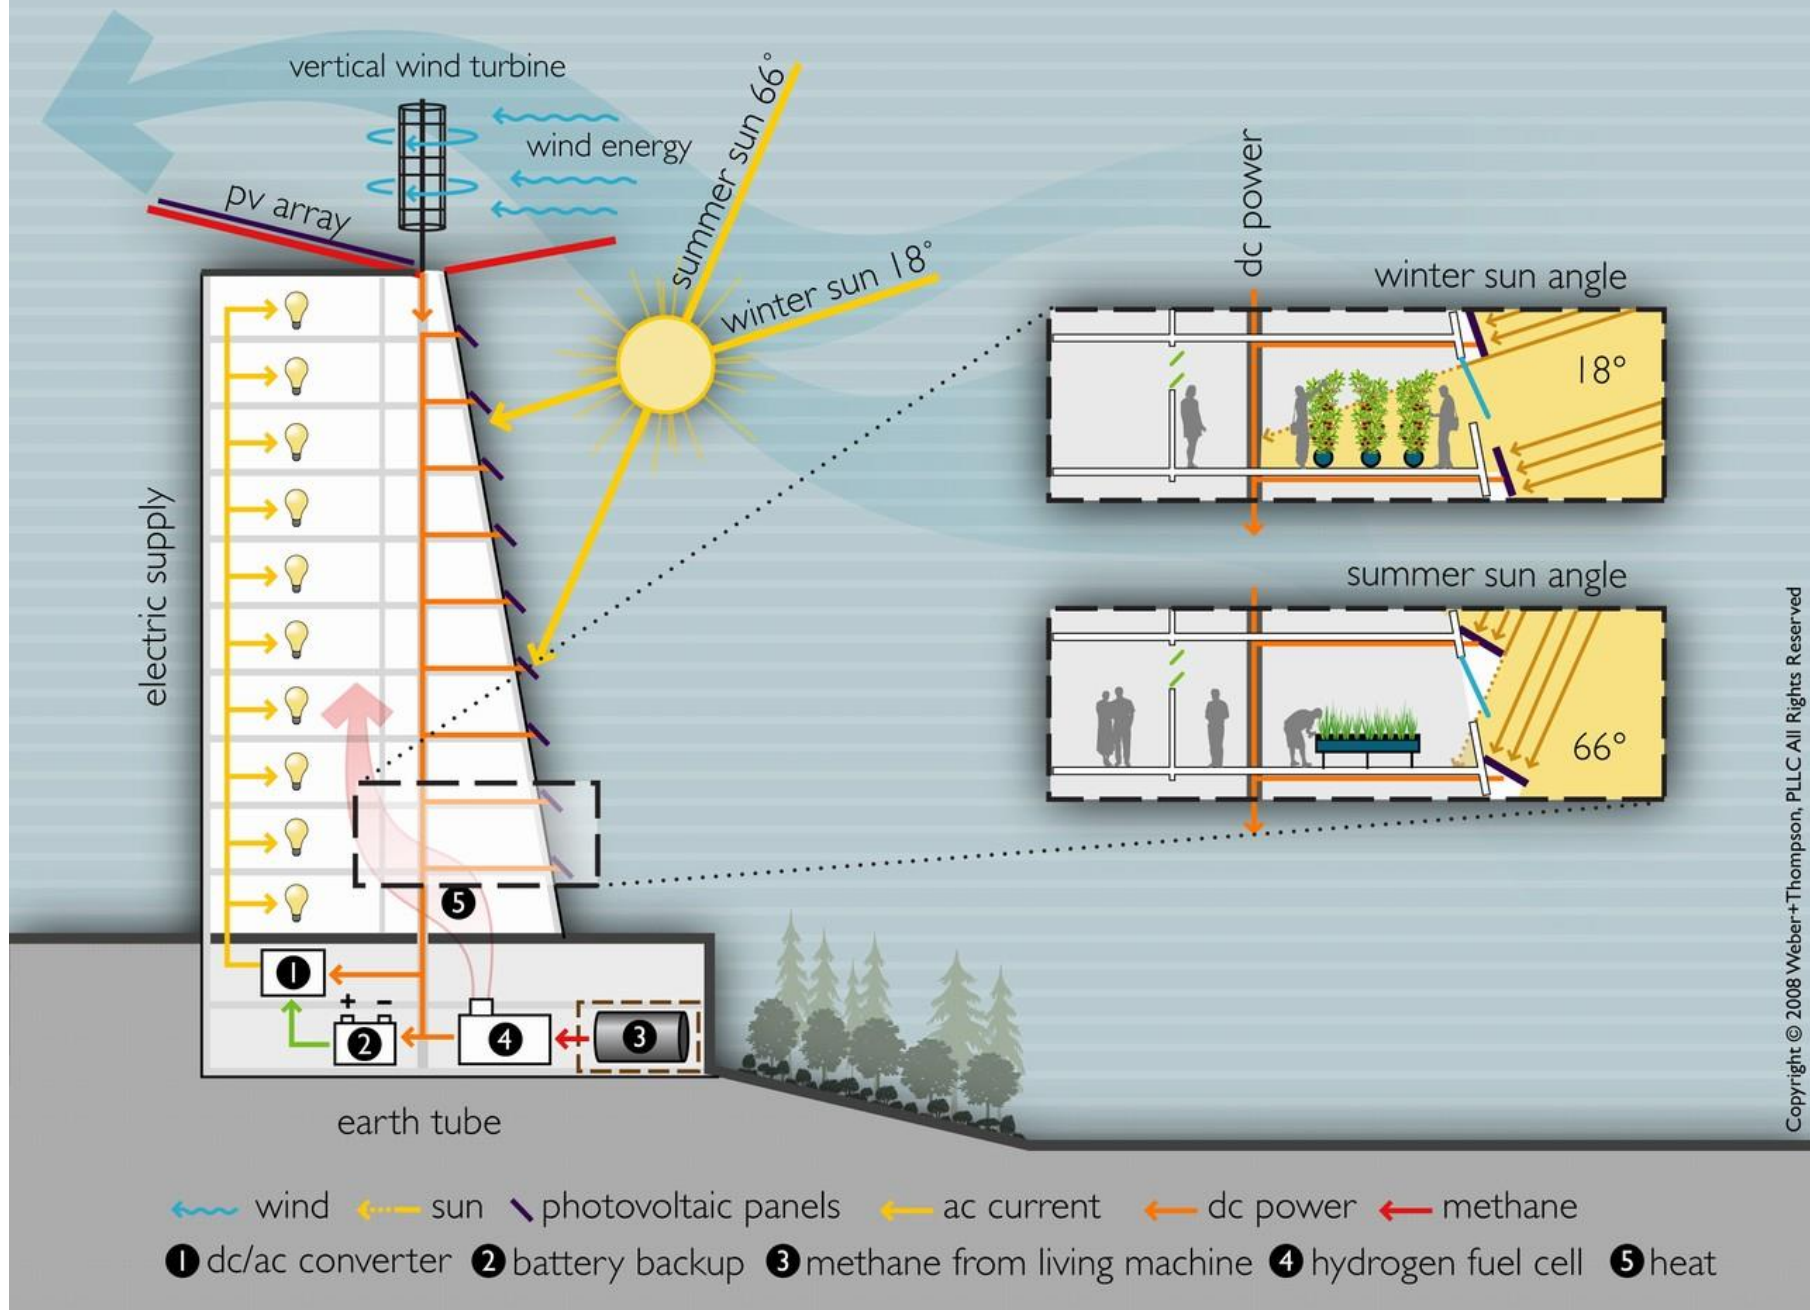 vertical wind turbine
wind energy
pv array
summer sun 66°
winter sun 18°
dc power
winter sun angle
18°
summer sun angle
66°
electric supply
5
1
+ -
2
4
3
earth tube
wind sun photovoltaic panels ac current dc power methane
1 dc/ac converter 2 battery backup 3 methane from living machine 4 hydrogen fuel cell 5 heat
Copyright © 2008 Weber+Thompson, PLLC All Rights Reserved